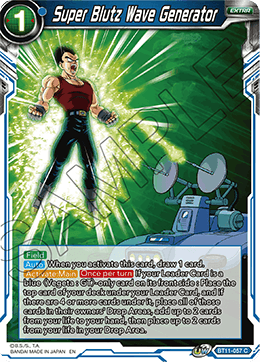 1
Super Blutz Wave Generator
EXTRA
SAMPLE
Field
Auto When you activate this card, draw 1 card.
Activate Main Once per turn If your Leader Card is a
blue ‹Vegeta : GT›-only card on its front side : Place the
top card of your deck under your Leader Card, and if
there are 4 or more cards under it, place all of those
cards in their owners' Drop Areas, add up to 2 cards
from your life to your hand, then place up to 2 cards
from your life in your Drop Area.
BANDAI MADE IN JAPAN EN
BT11-057 C